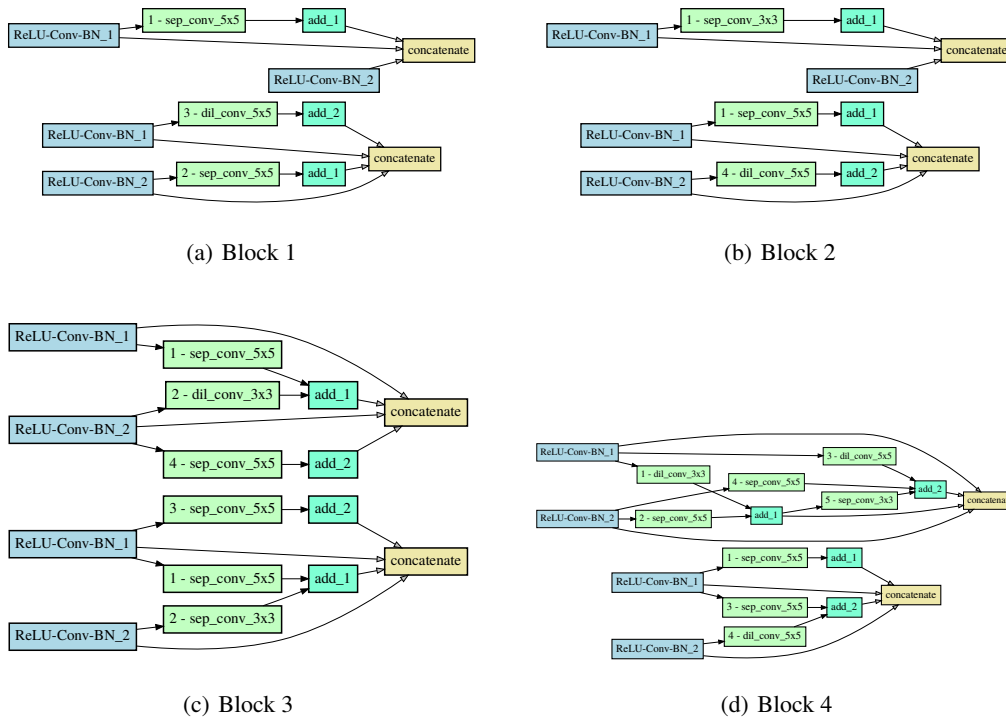 1 - sep_conv_5x5
add_1
ReLU-Conv-BN_1
concatenate
ReLU-Conv-BN_2
3 - dil_conv_5x5
add_2
ReLU-Conv-BN_1
concatenate
ReLU-Conv-BN_2
2 - sep_conv_5x5
add_1
(a) Block 1
1 - sep_conv_3x3
add_1
ReLU-Conv-BN_1
concatenate
ReLU-Conv-BN_2
1 - sep_conv_5x5
add_1
ReLU-Conv-BN_1
concatenate
ReLU-Conv-BN_2
4 - dil_conv_5x5
add_2
(b) Block 2
ReLU-Conv-BN_1
1 - sep_conv_5x5
2 - dil_conv_3x3
add_1
concatenate
ReLU-Conv-BN_2
4 - sep_conv_5x5
add_2
3 - sep_conv_5x5
add_2
ReLU-Conv-BN_1
concatenate
1 - sep_conv_5x5
add_1
2 - sep_conv_3x3
ReLU-Conv-BN_2
(c) Block 3
ReLU-Conv-BN_1
3 - dil_conv_5x5
1 - dil_conv_3x3
4 - sep_conv_5x5
add_2
5 - sep_conv_3x3
concatena
ReLU-Conv-BN_2
2 - sep_conv_5x5
add_1
1 - sep_conv_5x5
add_1
ReLU-Conv-BN_1
concatenate
3 - sep_conv_5x5
add_2
4 - dil_conv_5x5
ReLU-Conv-BN_2
(d) Block 4